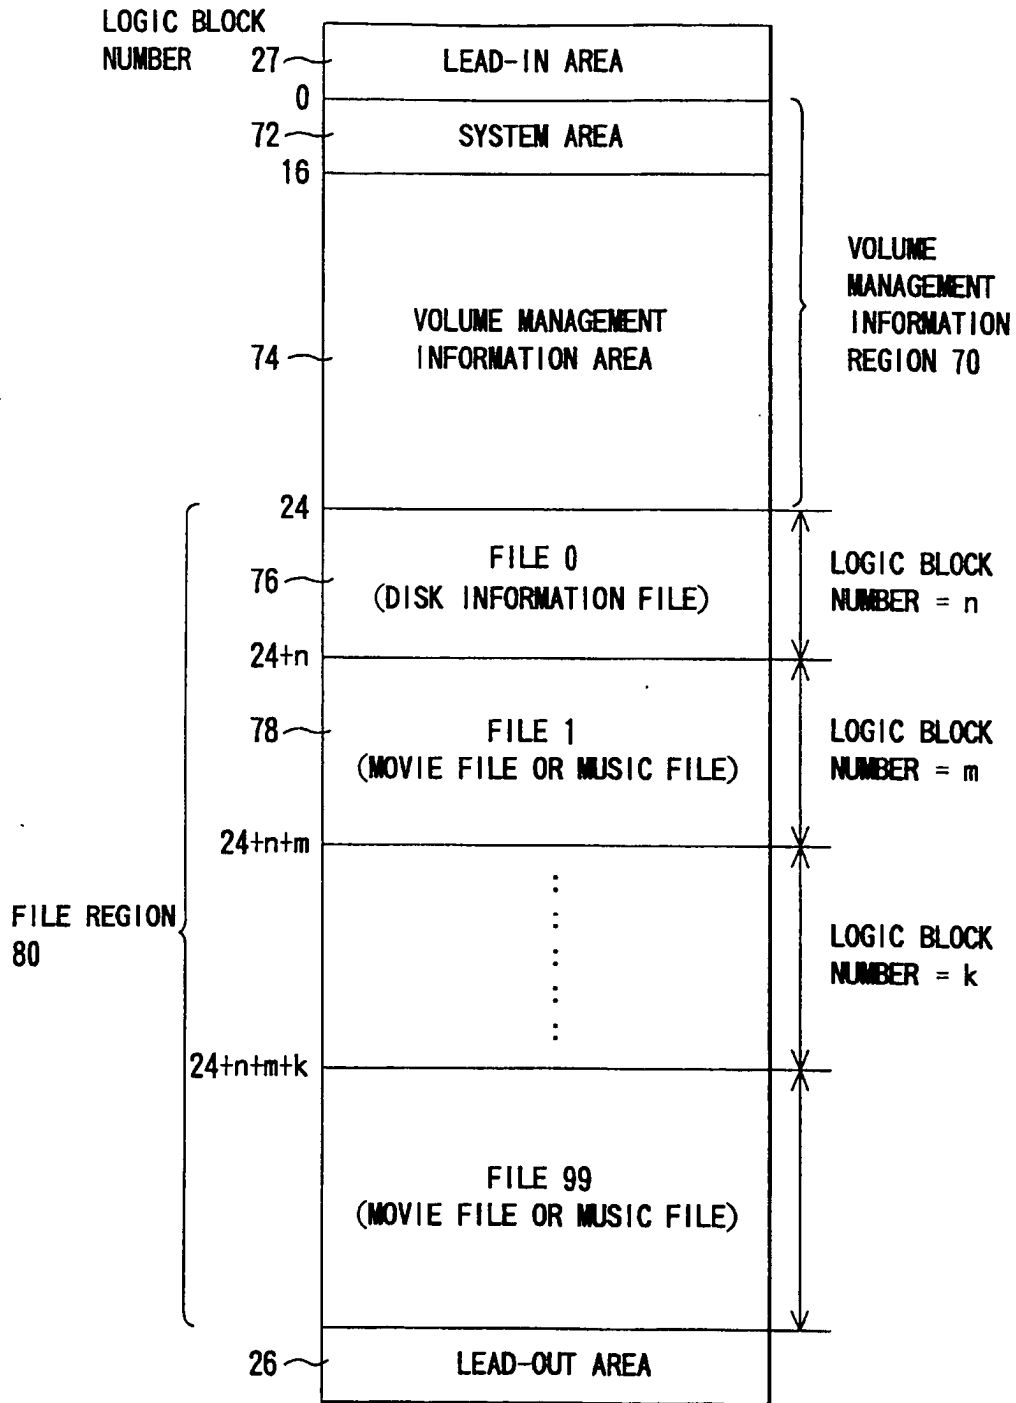 LOGIC BLOCK
NUMBER
27
LEAD-IN AREA
0
72
SYSTEM AREA
16
VOLUME
MANAGEMENT
INFORMATION
REGION 70
VOLUME MANAGEMENT
INFORMATION AREA
74
24
FILE 0
(DISK INFORMATION FILE)
76
LOGIC BLOCK
NUMBER = n
24+n
78
FILE 1
(MOVIE FILE OR MUSIC FILE)
LOGIC BLOCK
NUMBER = m
24+n+m
FILE REGION
80
LOGIC BLOCK
NUMBER = k
24+n+m+k
FILE 99
(MOVIE FILE OR MUSIC FILE)
26
LEAD-OUT AREA